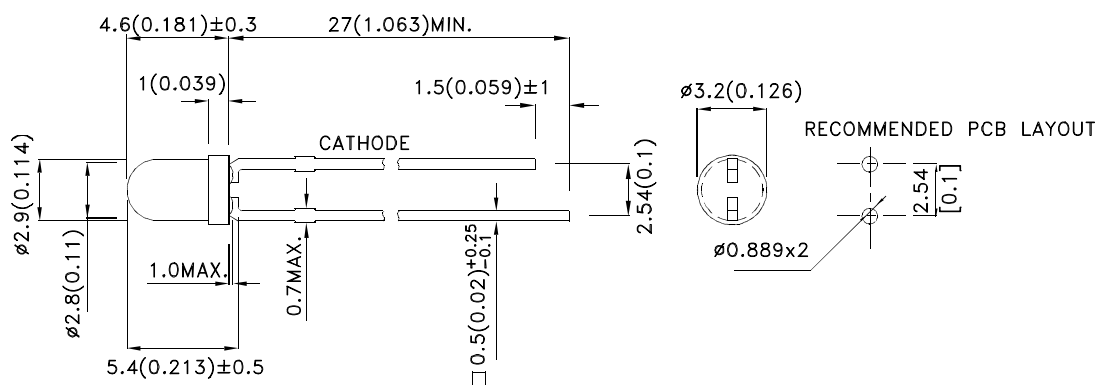 4.6(0.181)±0.3
27(1.063)MIN.
1(0.039)
1.5(0.059)±1
ø3.2(0.126)
CATHODE
RECOMMENDED PCB LAYOUT
ø2.9(0.114)
ø2.8(0.11)
2.54(0.1)
2.54
[0.1]
1.0MAX.
0.7MAX.
0.5(0.02)+0.25
-0.1
ø0.889x2
5.4(0.213)±0.5